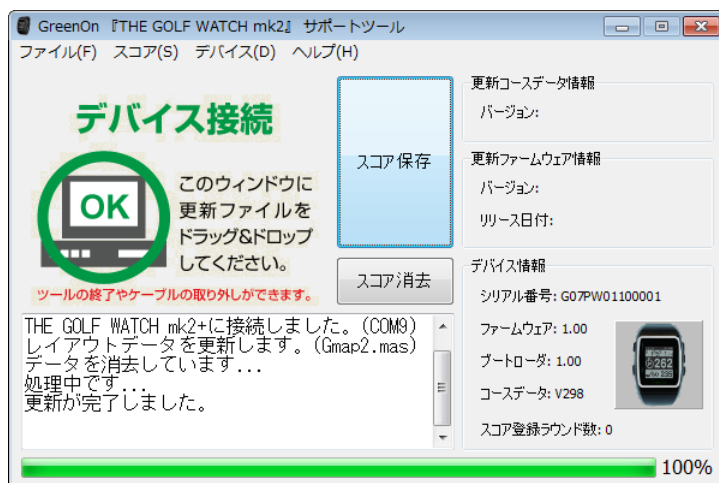 GreenOn 『THE GOLF WATCH mk2』 サポートツール
ファイル(F) スコア(S) デバイス(D) ヘルプ(H)
デバイス接続
OK
このウィンドウに
更新ファイルを
ドラッグ&ドロップ
してください。
ツールの終了やケーブルの取り外しができます。
スコア保存
スコア消去
THE GOLF WATCH mk2+に接続しました。(COM9)
レイアウトデータを更新します。(Gmap2.mas)
データを消去しています...
処理中です...
更新が完了しました。
更新コースデータ情報
バージョン:
更新ファームウェア情報
バージョン:
リリース日付:
デバイス情報
シリアル番号: G07PW01100001
ファームウェア: 1.00
ブートローダ: 1.00
コースデータ: V298
262
スコア登録ラウンド数: 0
100%